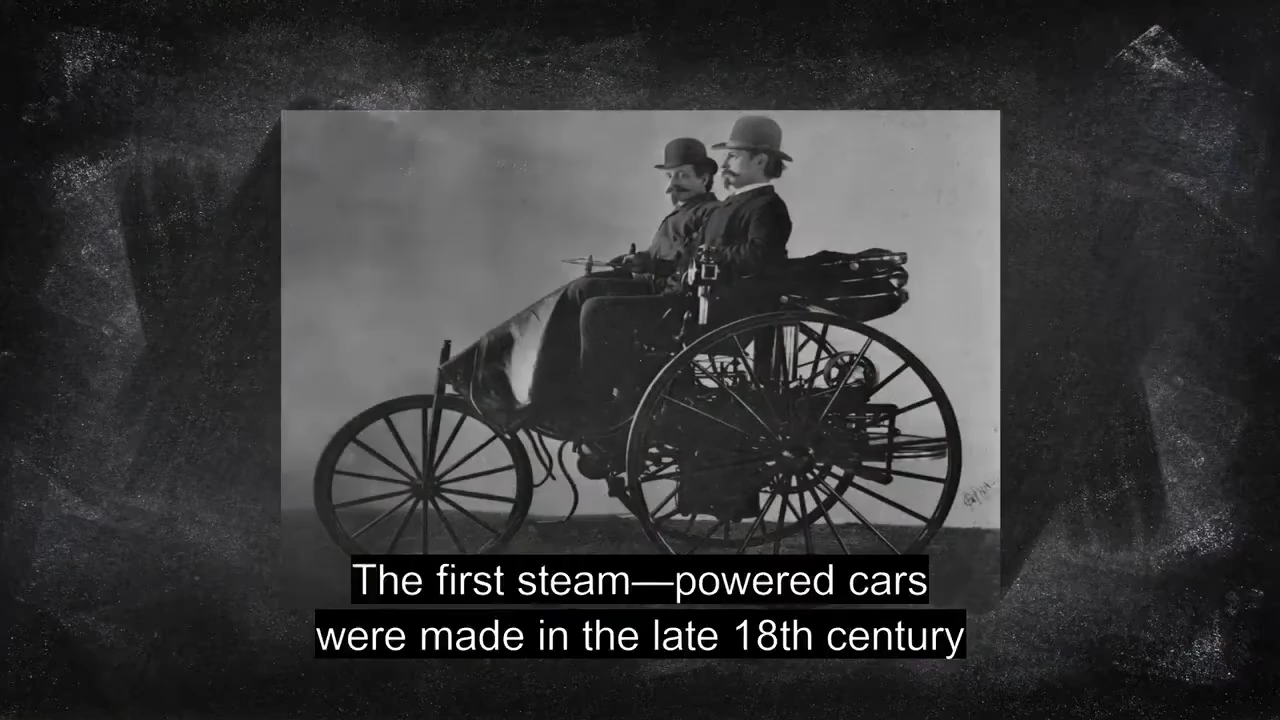 The first steam—powered cars
were made in the late 18th century